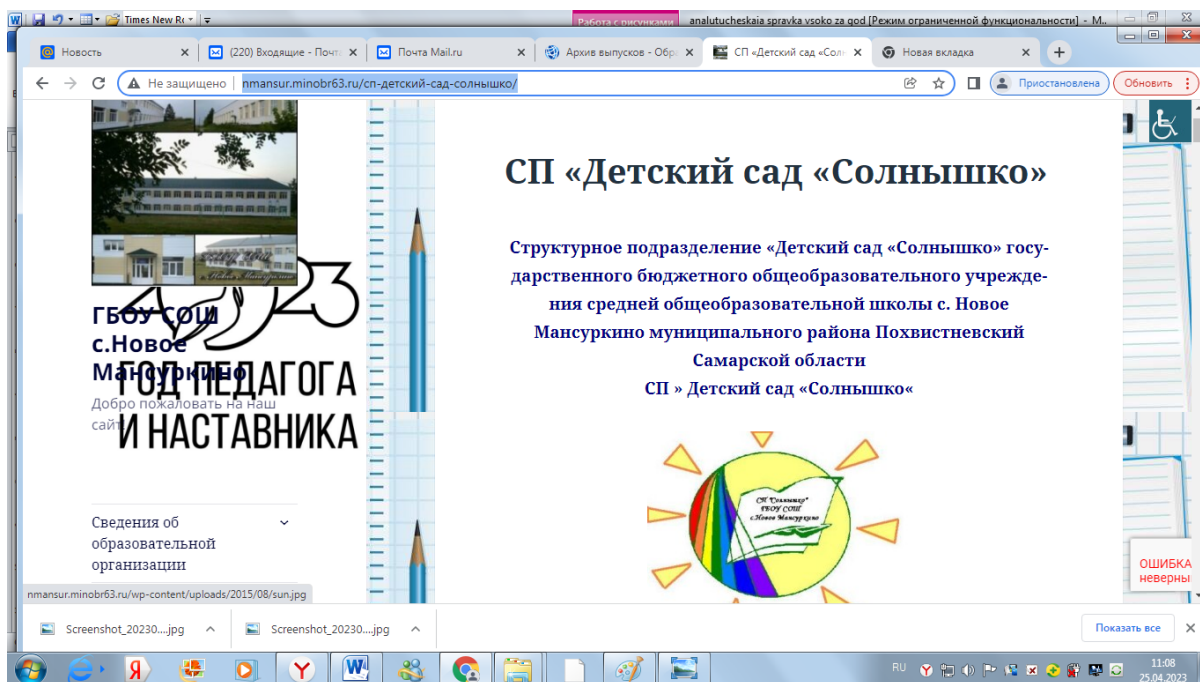 Times New Ro
Работа с рисунками
analutucheskaia spravka vsoko za god [Режим ограниченной функциональности] - M..
Новость
(220) Входящие - Почт
Почта Mail.ru
Архив выпусков - Обр
СП «Детский сад «Солн
Новая вкладка
Не защищено
nmansur.minobr63.ru/сп-детский-сад-солнышко/
Приостановлена
Обновить
ГБОУ СОШ
с.Новое
Мансуркино
Добро пожаловать на наш
сайт
2023
ГОД ПЕДАГОГА
И НАСТАВНИКА
Сведения об
образовательной
организации
СП «Детский сад «Солнышко»
Структурное подразделение «Детский сад «Солнышко» госу-
дарственного бюджетного общеобразовательного учрежде-
ния средней общеобразовательной школы с. Новое
Мансуркино муниципального района Похвистневский
Самарской области
СП » Детский сад «Солнышко«
СП "Солнышко"
ГБОУ СОШ
с.Новое Мансуркино
ОШИБКА
неверны
nmansur.minobr63.ru/wp-content/uploads/2015/08/sun.jpg
Screenshot_20230....jpg
Screenshot_20230....jpg
Показать все
RU
11:08
25.04.2023